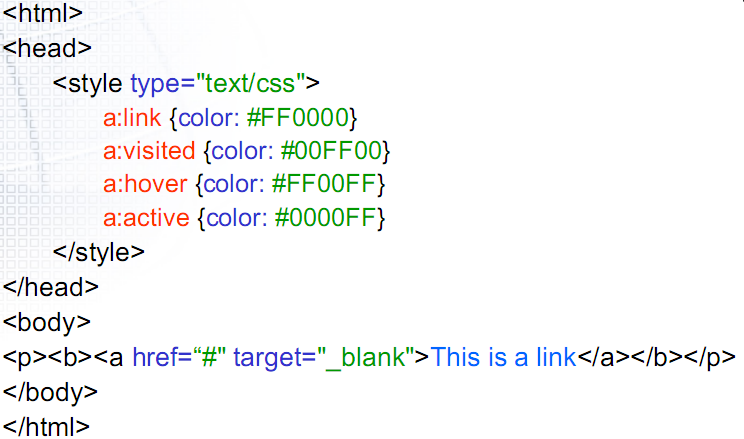 <html>
<head>
<style type="text/css">
a:link {color: #FF0000}
a:visited {color: #00FF00}
a:hover {color: #FF00FF}
a:active {color: #0000FF}
</style>
</head>
<body>
<p><b><a href=“#" target="_blank">This is a link</a></b></p>
</body>
</html>